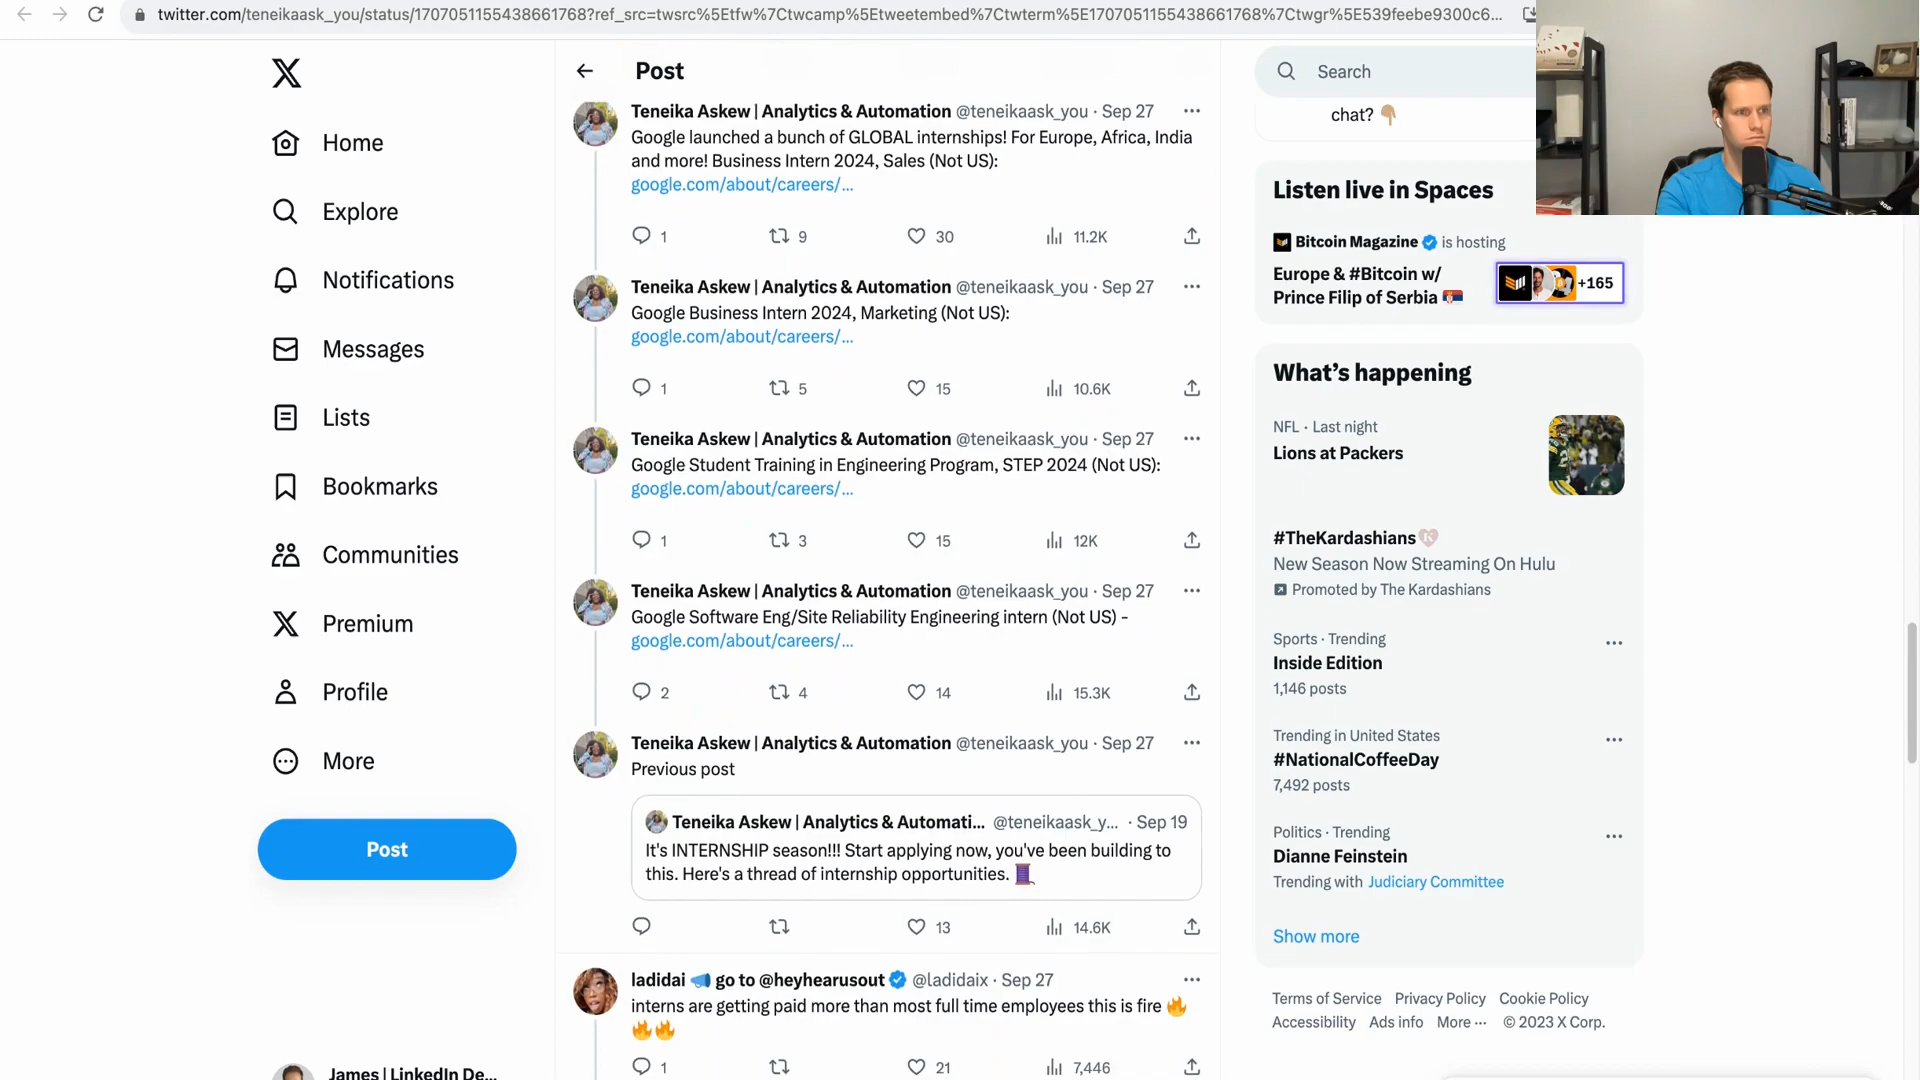 twitter.com/teneikaask_you/status/1707051155438661768?ref_src=twsrc%5Etfw%7Ctwcamp%5Etweetembed%7Ctwterm%5E1707051155438661768%7Ctwgr%5E539feebe9300c6...
Home
Explore
Notifications
Messages
Lists
Bookmarks
Communities
Premium
Profile
More
Post
James | LinkedIn De...
Post
Teneika Askew | Analytics & Automation @teneikaask_you · Sep 27
Google launched a bunch of GLOBAL internships! For Europe, Africa, India
and more! Business Intern 2024, Sales (Not US):
google.com/about/careers/...
1 9 30 11.2K
Teneika Askew | Analytics & Automation @teneikaask_you · Sep 27
Google Business Intern 2024, Marketing (Not US):
google.com/about/careers/...
1 5 15 10.6K
Teneika Askew | Analytics & Automation @teneikaask_you · Sep 27
Google Student Training in Engineering Program, STEP 2024 (Not US):
google.com/about/careers/...
1 3 15 12K
Teneika Askew | Analytics & Automation @teneikaask_you · Sep 27
Google Software Eng/Site Reliability Engineering intern (Not US) -
google.com/about/careers/...
2 4 14 15.3K
Teneika Askew | Analytics & Automation @teneikaask_you · Sep 27
Previous post
Teneika Askew | Analytics & Automati... @teneikaask_y... · Sep 19
It's INTERNSHIP season!!! Start applying now, you've been building to
this. Here's a thread of internship opportunities. 🧵
13 14.6K
ladidai 📣 go to @heyhearusout @ladidaix · Sep 27
interns are getting paid more than most full time employees this is fire 🔥
🔥🔥
1 21 7,446
Search
chat? 👇🏽
Listen live in Spaces
Bitcoin Magazine is hosting
Europe & #Bitcoin w/
Prince Filip of Serbia 🇷🇸
+165
What's happening
NFL · Last night
Lions at Packers
#TheKardashians
New Season Now Streaming On Hulu
Promoted by The Kardashians
Sports · Trending
Inside Edition
1,146 posts
Trending in United States
#NationalCoffeeDay
7,492 posts
Politics · Trending
Dianne Feinstein
Trending with Judiciary Committee
Show more
Terms of Service Privacy Policy Cookie Policy
Accessibility Ads info More ··· © 2023 X Corp.